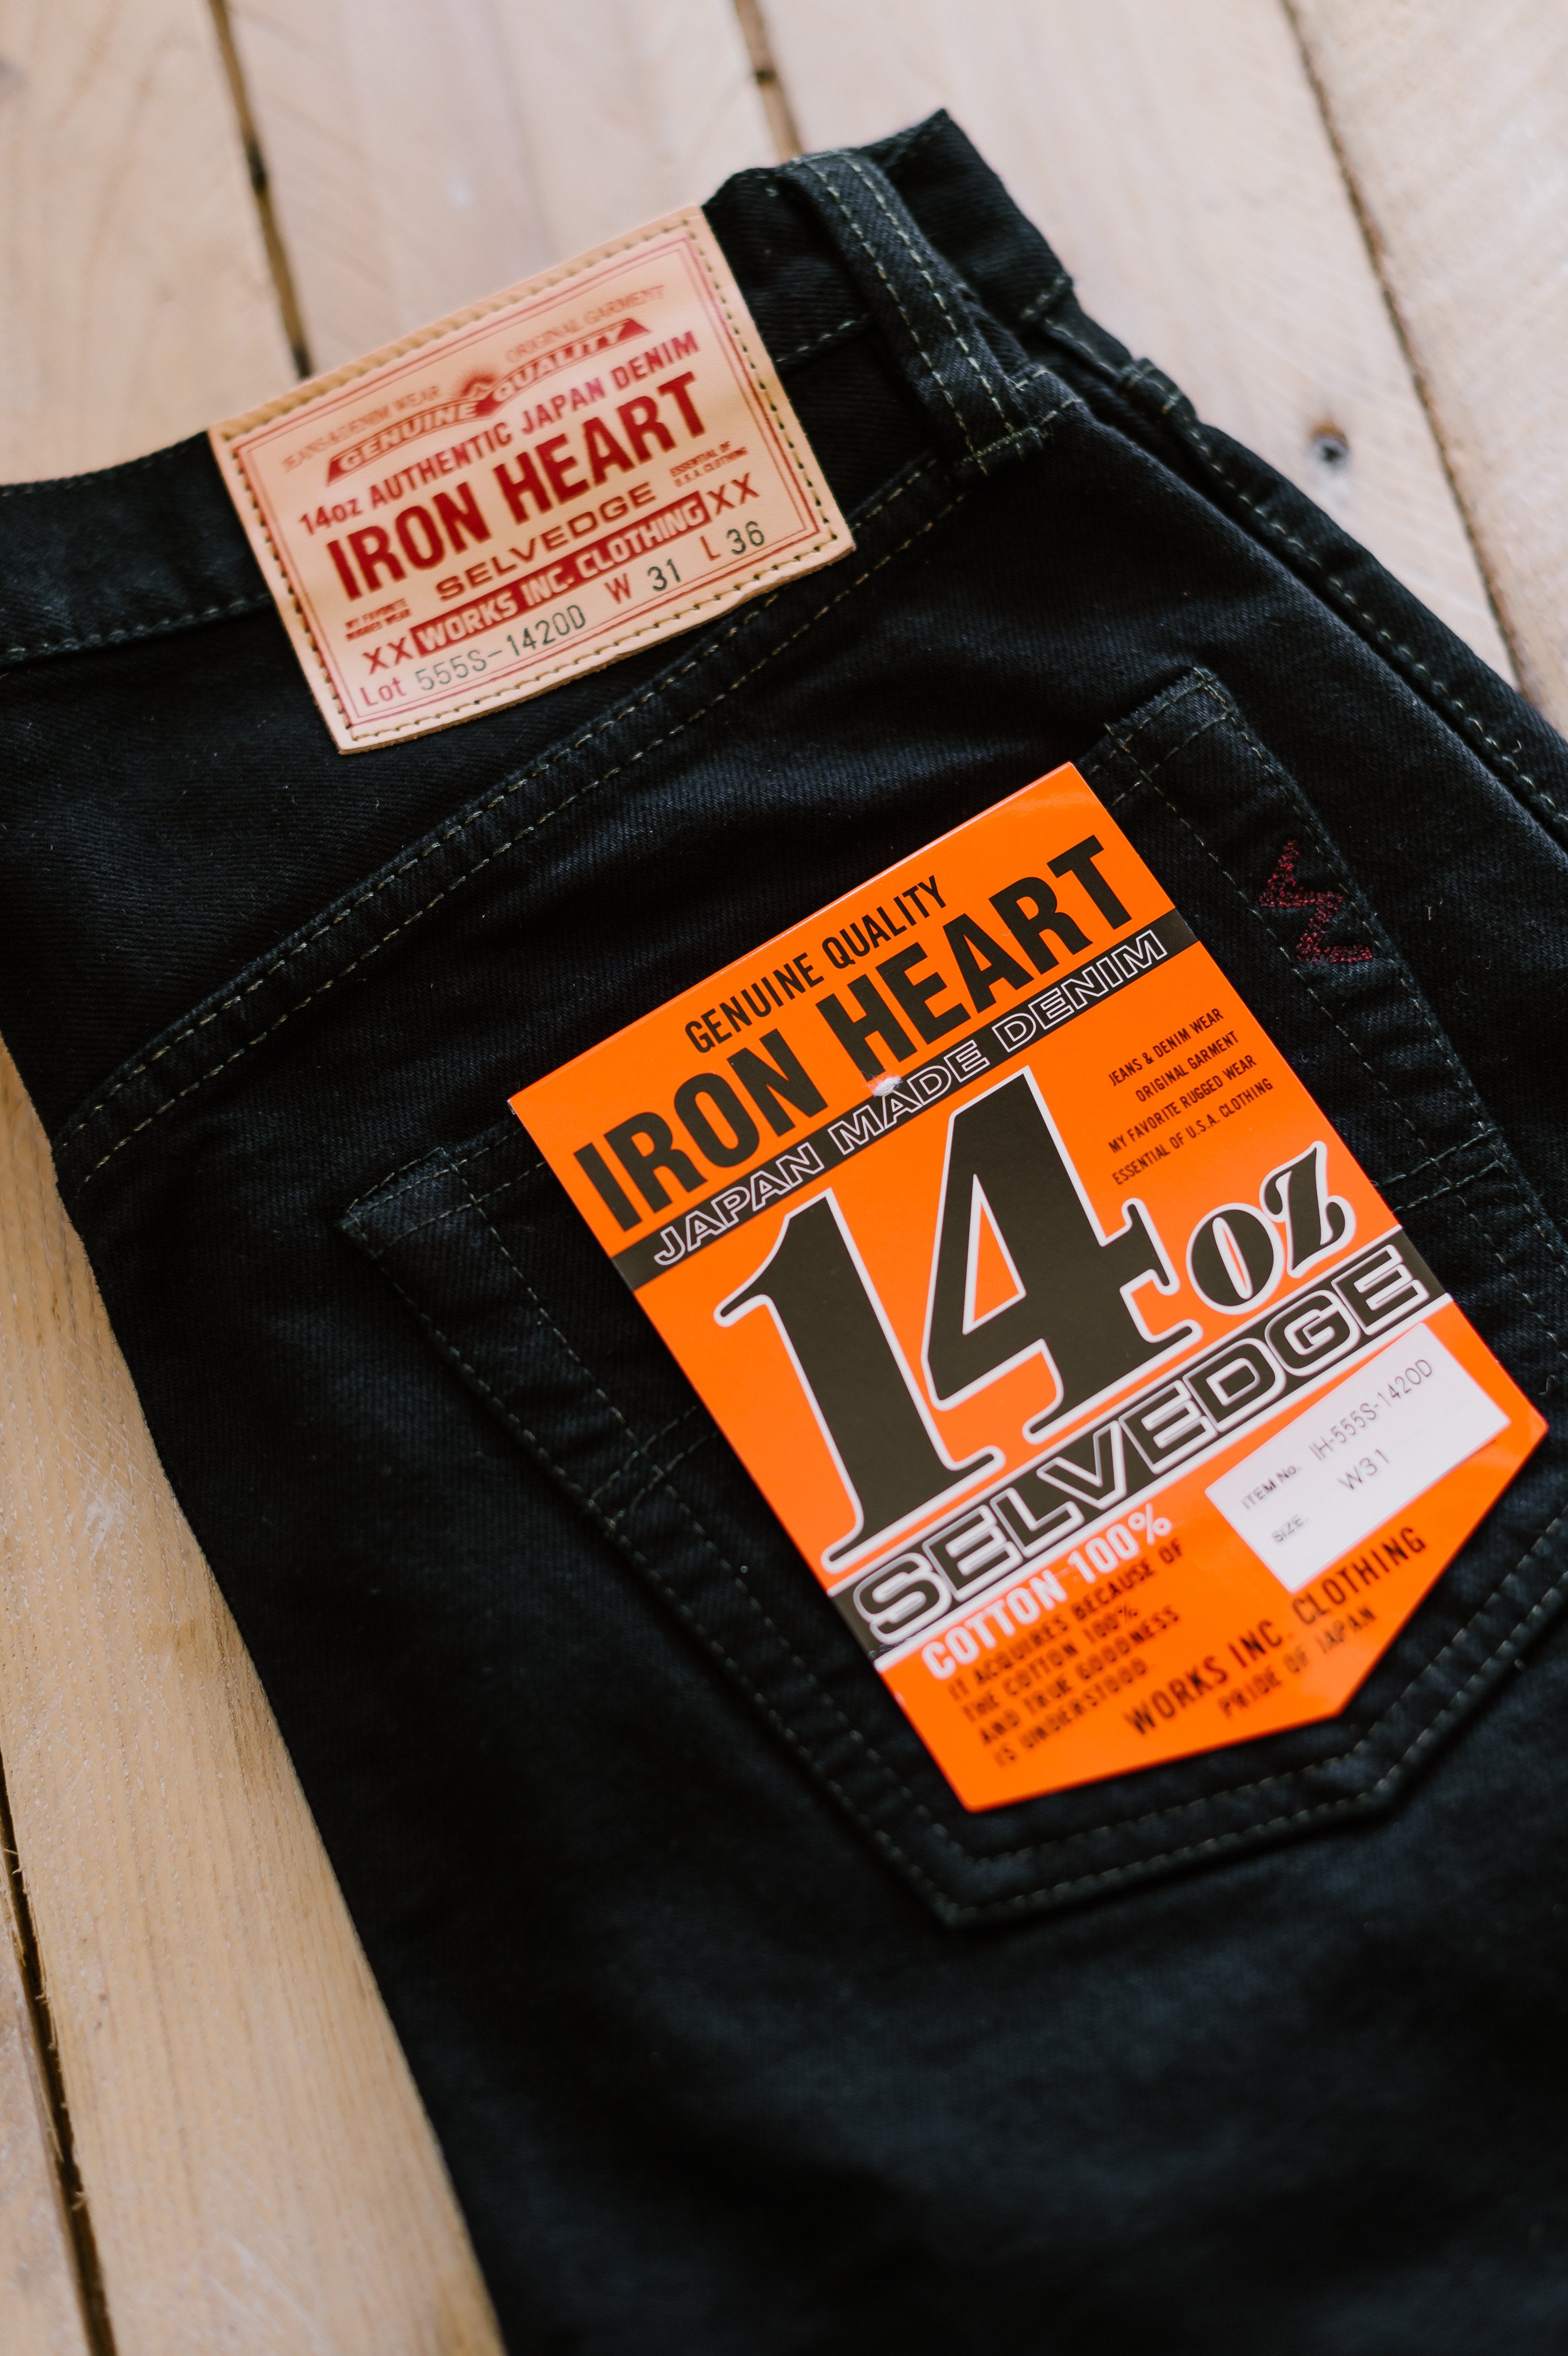 JEANS & DENIM WEAR ORIGINAL GARMENT
GENUINE QUALITY
14oz AUTHENTIC JAPAN DENIM
IRON HEART
SELVEDGE
ESSENTIAL OF
U.S.A. CLOTHING
MY FAVORITE
RUGGED WEAR
XX WORKS INC. CLOTHING XX
Lot 555S-1420D W 31 L 36
GENUINE QUALITY
IRON HEART
JAPAN MADE DENIM
JEANS & DENIM WEAR
ORIGINAL GARMENT
MY FAVORITE RUGGED WEAR
ESSENTIAL OF U.S.A. CLOTHING
14oz
SELVEDGE
ITEM No. IH-555S-1420D
SIZE. W31
COTTON 100%
IT ACQUIRES BECAUSE OF
THE COTTON 100%
AND TRUE GOODNESS
IS UNDERSTOOD
WORKS INC. CLOTHING
PRIDE OF JAPAN